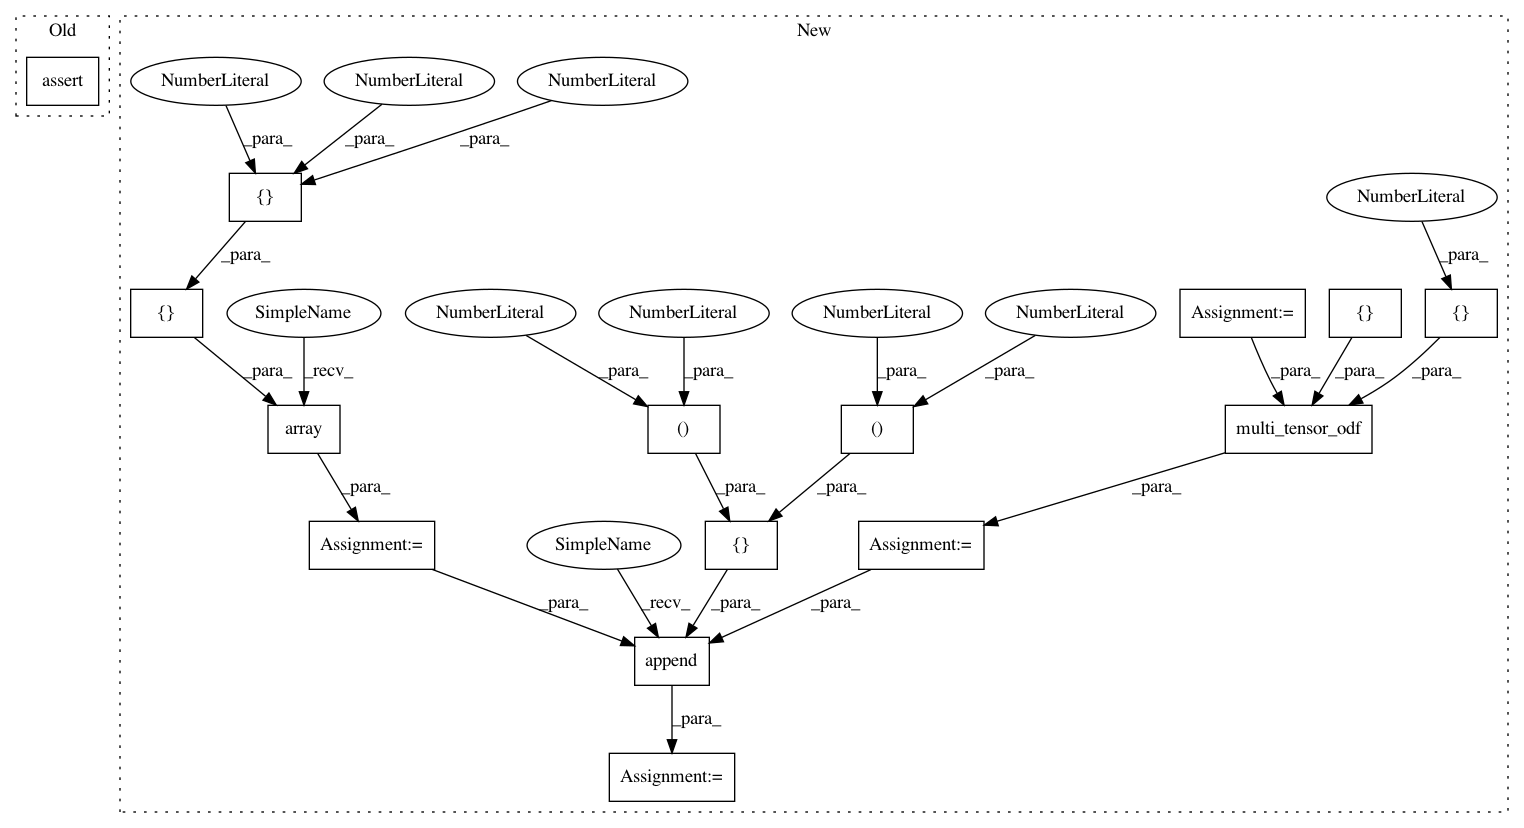 Old
New
assert
NumberLiteral
NumberLiteral
NumberLiteral
_para_
_para_
_para_
{}
NumberLiteral
_para_
_para_
{}
SimpleName
NumberLiteral
NumberLiteral
NumberLiteral
NumberLiteral
Assignment:=
{}
{}
_para_
_recv_
_para_
_para_
_para_
_para_
_para_
_para_
_para_
array
()
()
multi_tensor_odf
_para_
_para_
_para_
_para_
Assignment:=
SimpleName
{}
Assignment:=
_para_
_recv_
_para_
_para_
append
_para_
Assignment:=